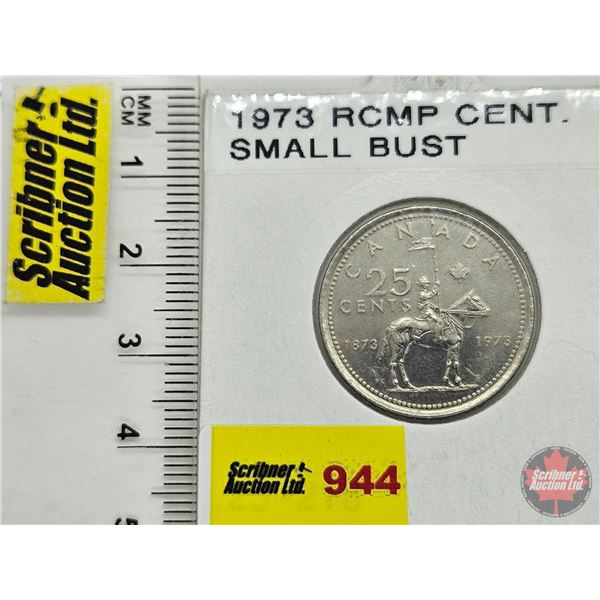 Scribner
Auction Ltd.
MM
CM
1
2
3
4
5
1973 RCMP CENT.
SMALL BUST
CANADA
25
CENTS
1873 1973
Scribner
Auction Ltd. 944
Scribner
Auction Ltd.